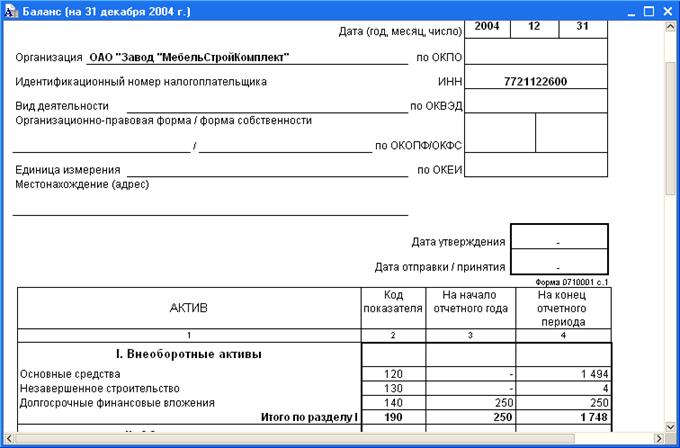 Баланс (на 31 декабря 2004 г.)
Дата (год, месяц, число) 2004 12 31
Организация ОАО "Завод "МебельСтройКомплект" по ОКПО
Идентификационный номер налогоплательщика ИНН 7721122600
Вид деятельности по ОКВЭД
Организационно-правовая форма / форма собственности
/ по ОКОПФ/ОКФС
Единица измерения по ОКЕИ
Местонахождение (адрес)
Дата утверждения -
Дата отправки / принятия -
Форма 0710001 с.1
АКТИВ Код показателя На начало отчетного года На конец отчетного периода
1 2 3 4
I. Внеоборотные активы
Основные средства 120 - 1 494
Незавершенное строительство 130 - 4
Долгосрочные финансовые вложения 140 250 250
Итого по разделу I 190 250 1 748